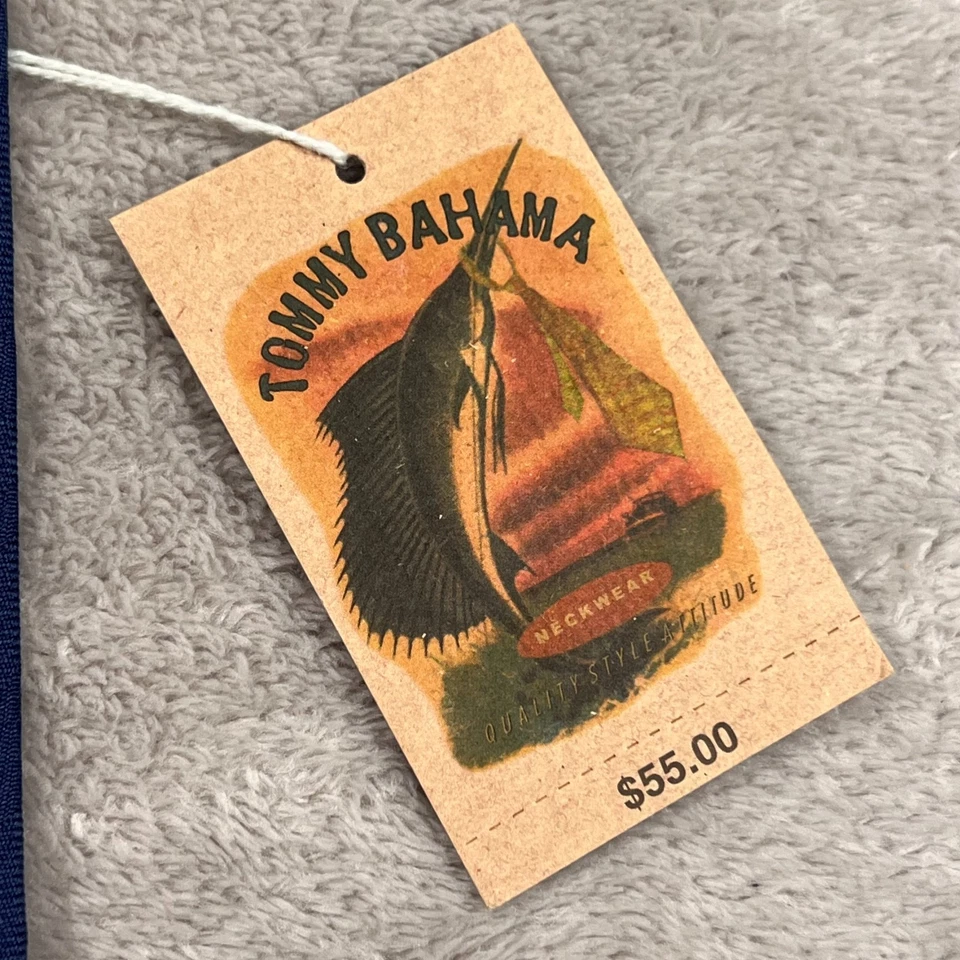 TOMMY BAHAMA
NECKWEAR
QUALITY STYLE ATTITUDE
$55.00